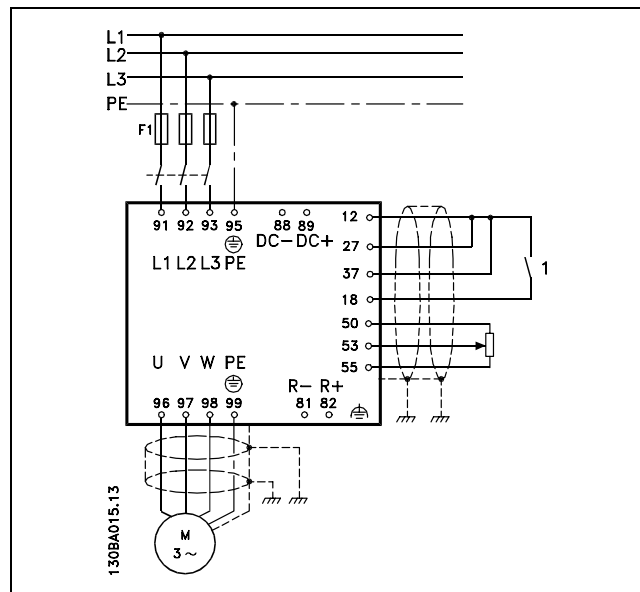 L1
L2
L3
PE
F1
91 92 93 95 88 89 12
DC- DC+
27
L1 L2 L3 PE
37
1
18
50
53
55
U V W PE
R- R+
96 97 98 99 81 82
130BA015.13
M
3 ~